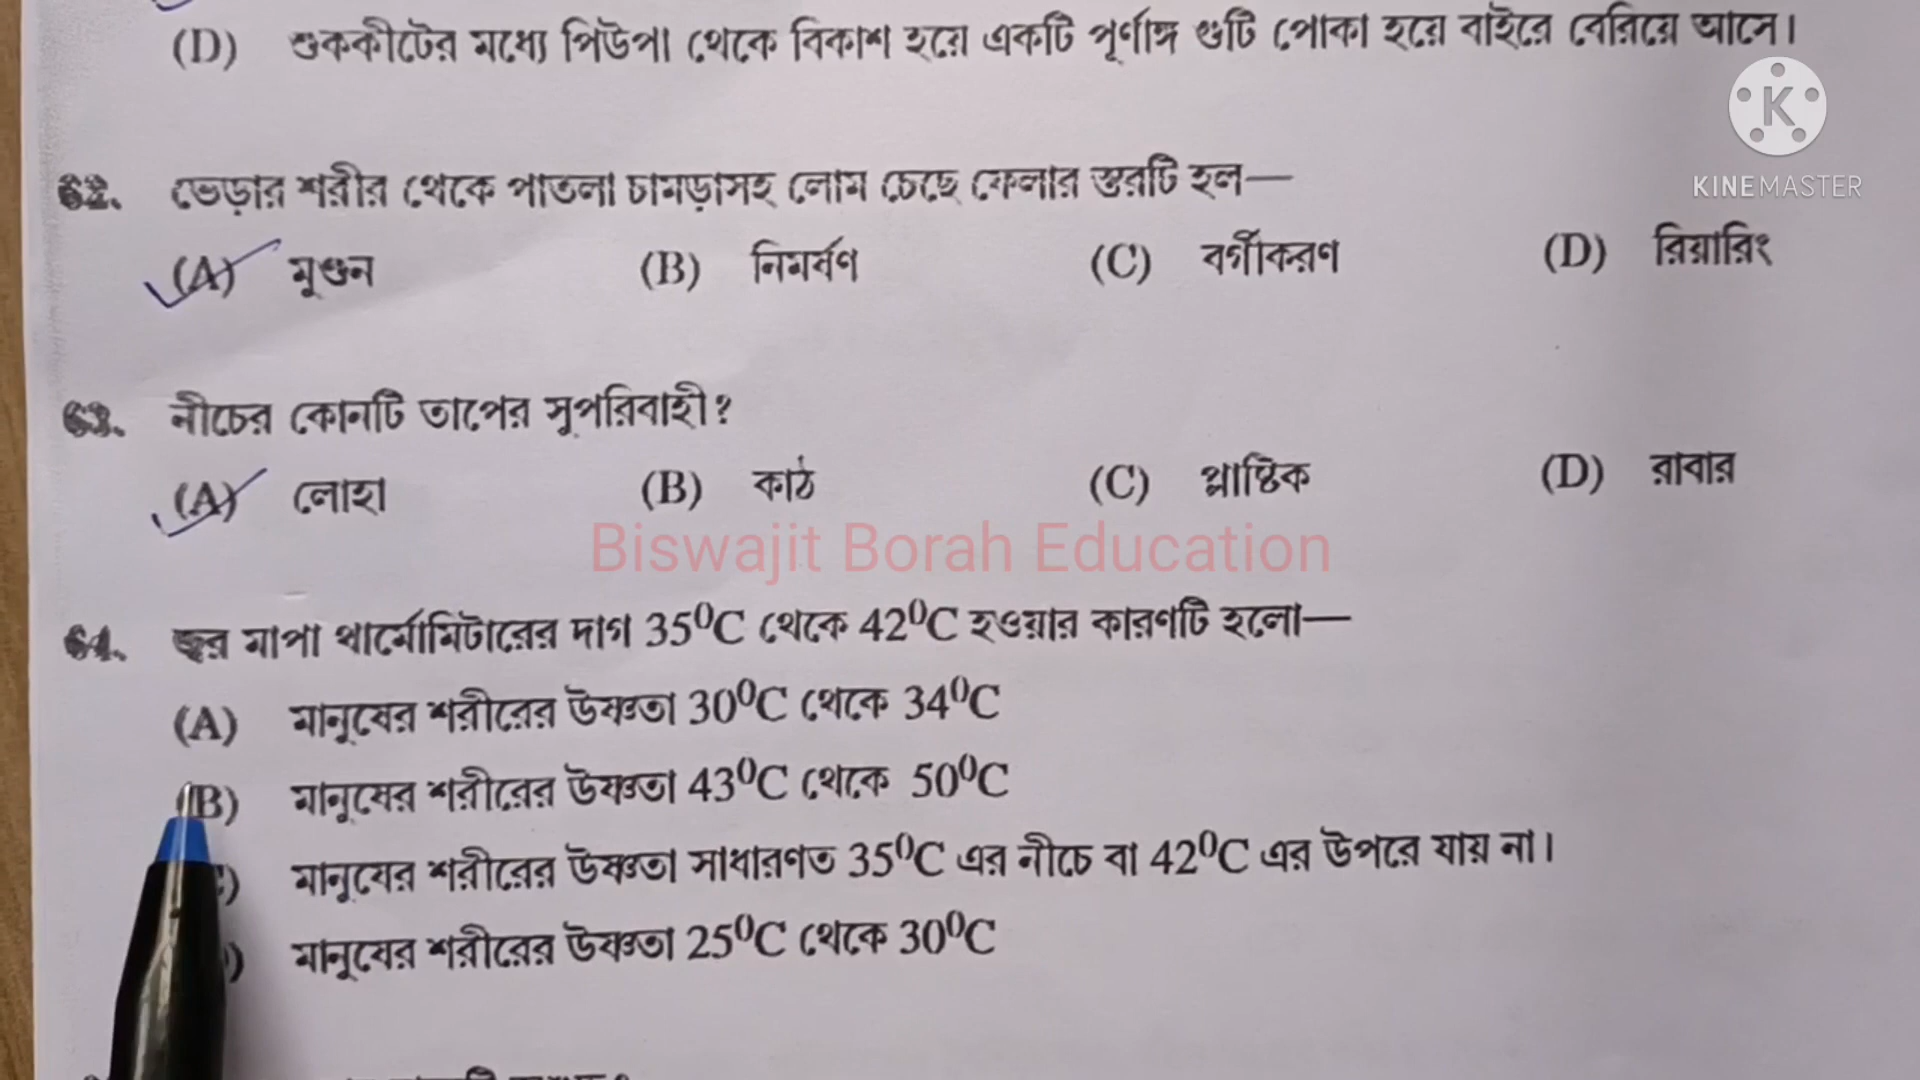 (D) শুককীটের মধ্যে পিউপা থেকে বিকাশ হয়ে একটি পূর্ণাঙ্গ গুটি পোকা হয়ে বাইরে বেরিয়ে আসে।
K
KINEMASTER
62. ভেড়ার শরীর থেকে পাতলা চামড়াসহ লোম চেছে ফেলার স্তরটি হল—
(A) মুণ্ডন (B) নিমর্বণ (C) বর্গীকরণ (D) রিয়ারিং
63. নীচের কোনটি তাপের সুপরিবাহী?
(A) লোহা (B) কাঠ (C) প্লাষ্টিক (D) রাবার
Biswajit Borah Education
64. জ্বর মাপা থার্মোমিটারের দাগ 35⁰C থেকে 42⁰C হওয়ার কারণটি হলো—
(A) মানুষের শরীরের উষ্ণতা 30⁰C থেকে 34⁰C
(B) মানুষের শরীরের উষ্ণতা 43⁰C থেকে 50⁰C
মানুষের শরীরের উষ্ণতা সাধারণত 35⁰C এর নীচে বা 42⁰C এর উপরে যায় না।
মানুষের শরীরের উষ্ণতা 25⁰C থেকে 30⁰C